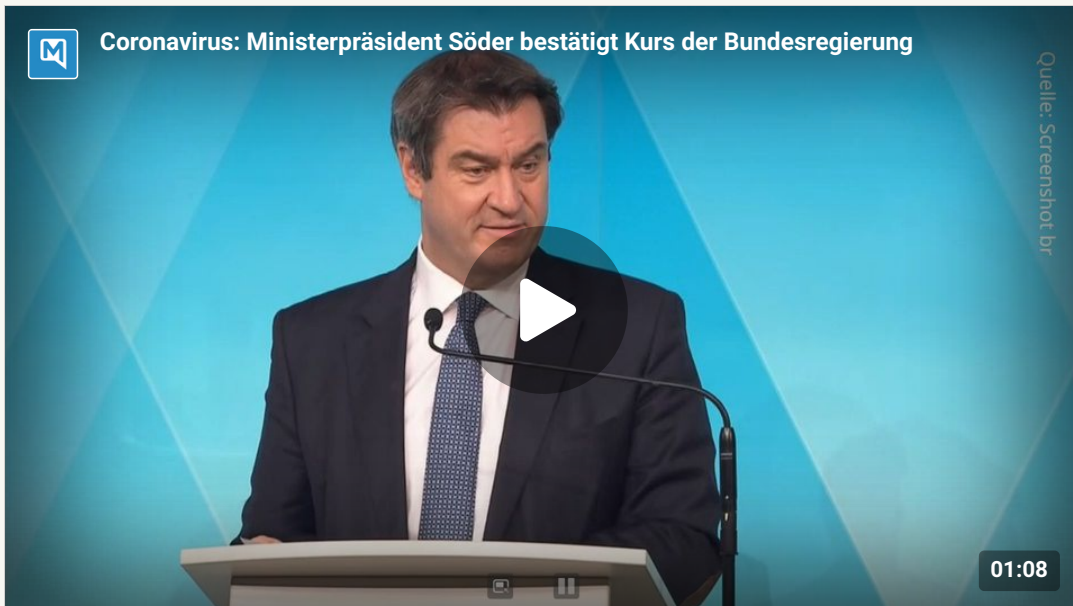 M
Coronavirus: Ministerpräsident Söder bestätigt Kurs der Bundesregierung
Quelle: Screenshot br
01:08